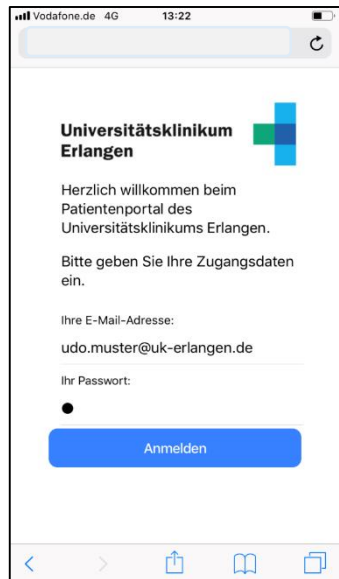 Vodafone.de 4G 13:22
Universitätsklinikum
Erlangen
Herzlich willkommen beim
Patientenportal des
Universitätsklinikums Erlangen.
Bitte geben Sie Ihre Zugangsdaten
ein.
Ihre E-Mail-Adresse:
udo.muster@uk-erlangen.de
Ihr Passwort:
●
Anmelden